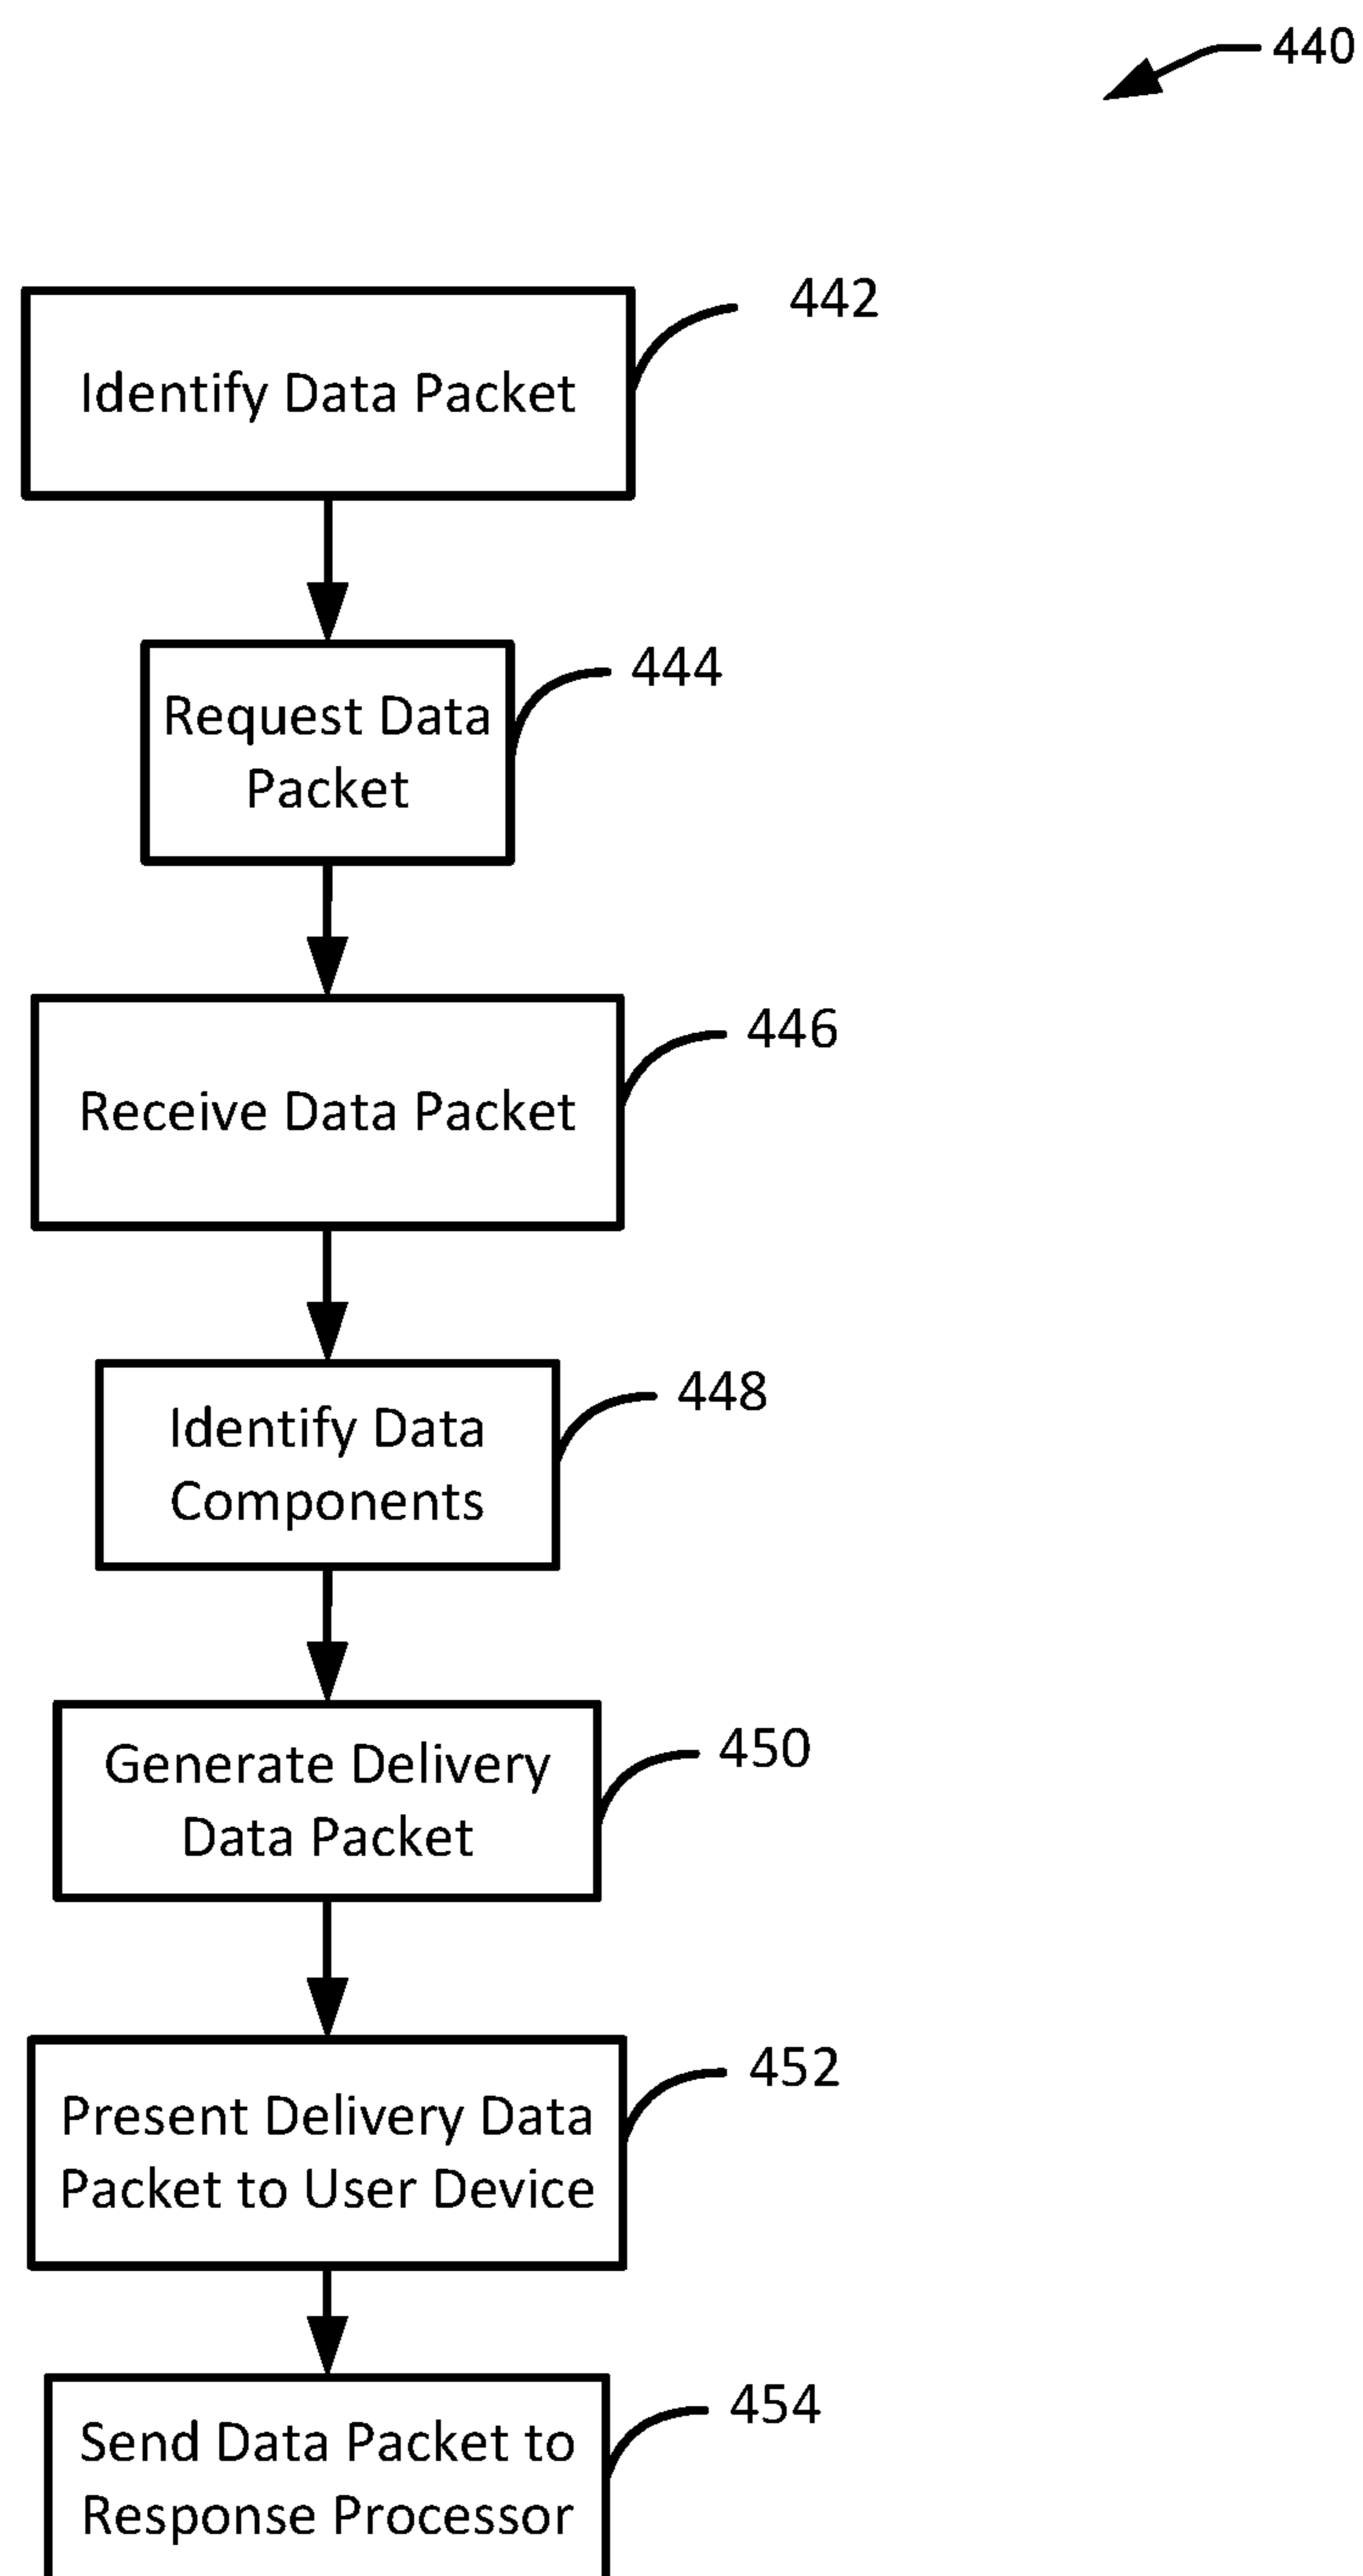 440
442
Identify Data Packet
444
Request Data
Packet
446
Receive Data Packet
448
Identify Data
Components
450
Generate Delivery
Data Packet
452
Present Delivery Data
Packet to User Device
454
Send Data Packet to
Response Processor